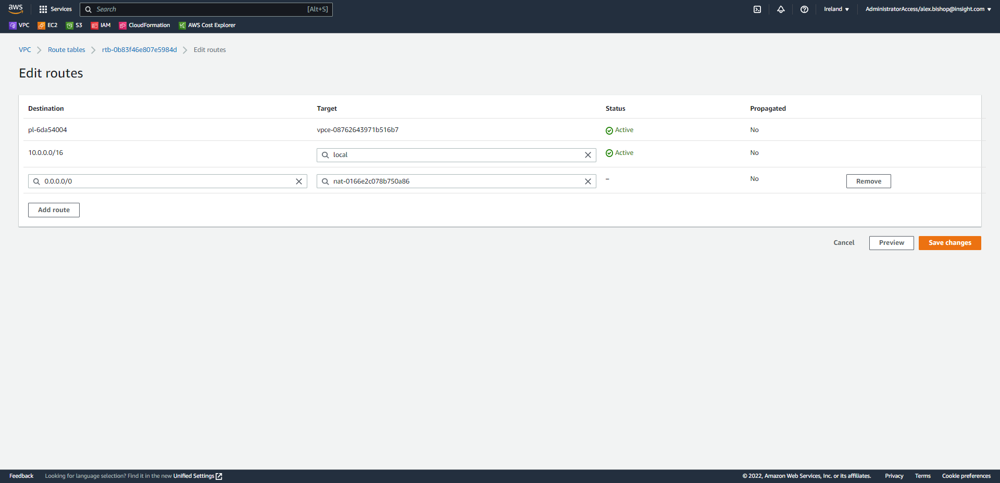 aws Services Search [Alt+S] Ireland AdministratorAccess/alex.bishop@insight.com
VPC EC2 S3 IAM CloudFormation AWS Cost Explorer
VPC Route tables rtb-0b83f46e807e5984d Edit routes
Edit routes
Destination Target Status Propagated
pl-6da54004 vpce-08762643971b516b7 Active No
10.0.0.0/16 local Active No
0.0.0.0/0 nat-0166e2c078b750a86 – No Remove
Add route
Cancel Preview Save changes
Feedback Looking for language selection? Find it in the new Unified Settings © 2022, Amazon Web Services, Inc. or its affiliates. Privacy Terms Cookie preferences